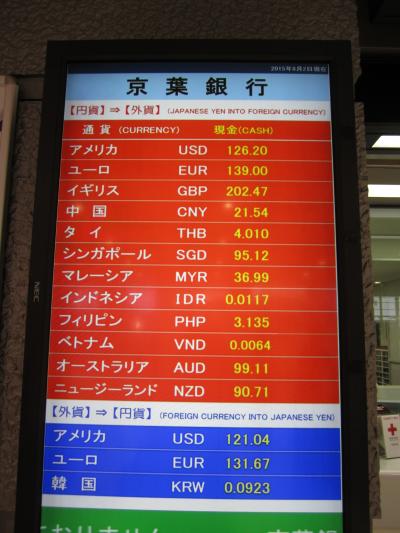 2015年8月2日現在
京葉銀行
【円貨】⇒【外貨】 (JAPANESE YEN INTO FOREIGN CURRENCY)
通貨 (CURRENCY) 現金(CASH)
アメリカ USD 126.20
ユーロ EUR 139.00
イギリス GBP 202.47
中国 CNY 21.54
タイ THB 4.010
シンガポール SGD 95.12
マレーシア MYR 36.99
インドネシア IDR 0.0117
フィリピン PHP 3.135
ベトナム VND 0.0064
オーストラリア AUD 99.11
ニュージーランド NZD 90.71
【外貨】⇒【円貨】 (FOREIGN CURRENCY INTO JAPANESE YEN)
アメリカ USD 121.04
ユーロ EUR 131.67
韓国 KRW 0.0923
NEC